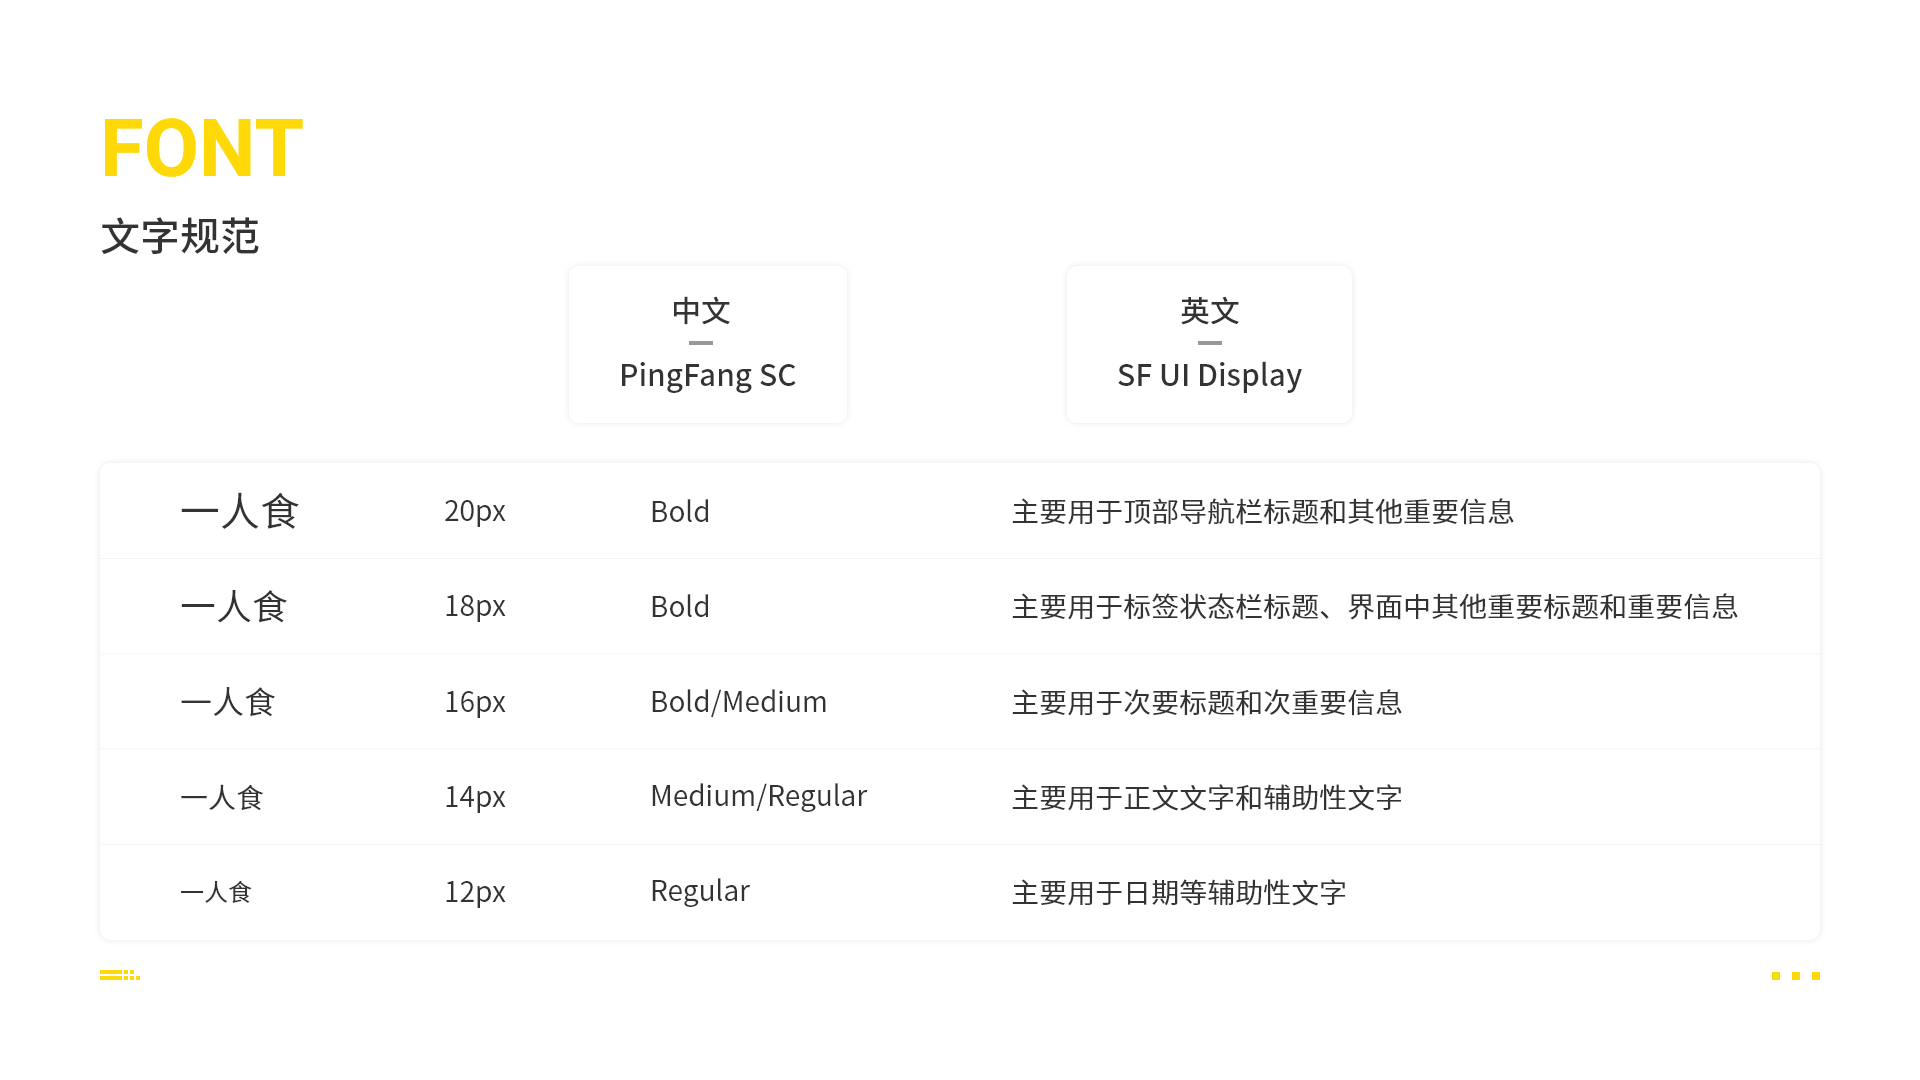 FONT
文字规范
中文
PingFang SC
英文
SF UI Display
一人食 20px Bold 主要用于顶部导航栏标题和其他重要信息
一人食 18px Bold 主要用于标签状态栏标题、界面中其他重要标题和重要信息
一人食 16px Bold/Medium 主要用于次要标题和次重要信息
一人食 14px Medium/Regular 主要用于正文文字和辅助性文字
一人食 12px Regular 主要用于日期等辅助性文字